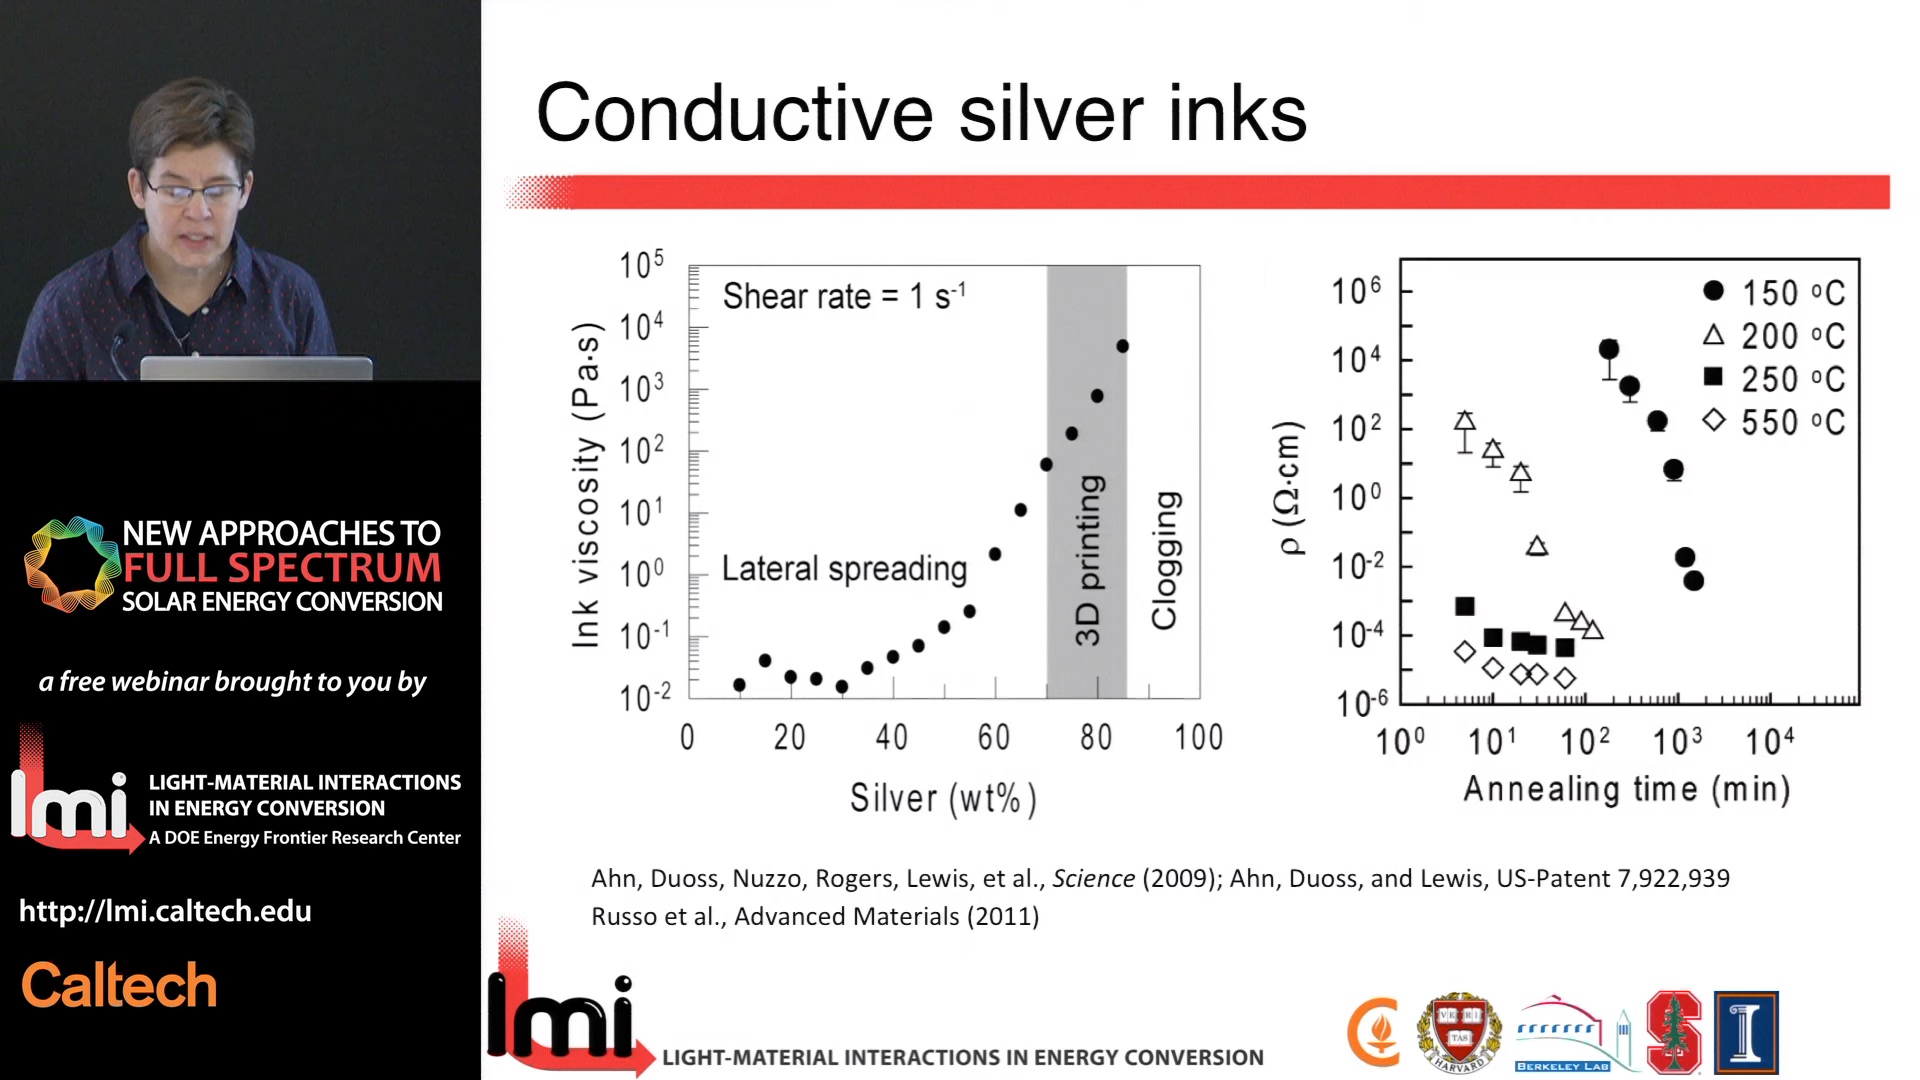 Conductive silver inks
10⁵
10⁴
10³
10²
10¹
10⁰
10⁻¹
10⁻²
Ink viscosity (Pa·s)
Shear rate = 1 s⁻¹
Lateral spreading
3D printing
Clogging
0 20 40 60 80 100
Silver (wt%)
10⁶
10⁴
10²
10⁰
10⁻²
10⁻⁴
10⁻⁶
ρ (Ω·cm)
150 ºC
200 ºC
250 ºC
550 ºC
10⁰ 10¹ 10² 10³ 10⁴
Annealing time (min)
Ahn, Duoss, Nuzzo, Rogers, Lewis, et al., Science (2009); Ahn, Duoss, and Lewis, US-Patent 7,922,939
Russo et al., Advanced Materials (2011)
lmi
LIGHT-MATERIAL INTERACTIONS IN ENERGY CONVERSION
VE RI
TAS
HARVARD
BERKELEY LAB
S
I
NEW APPROACHES TO
FULL SPECTRUM
SOLAR ENERGY CONVERSION
a free webinar brought to you by
lmi
LIGHT-MATERIAL INTERACTIONS
IN ENERGY CONVERSION
A DOE Energy Frontier Research Center
http://lmi.caltech.edu
Caltech